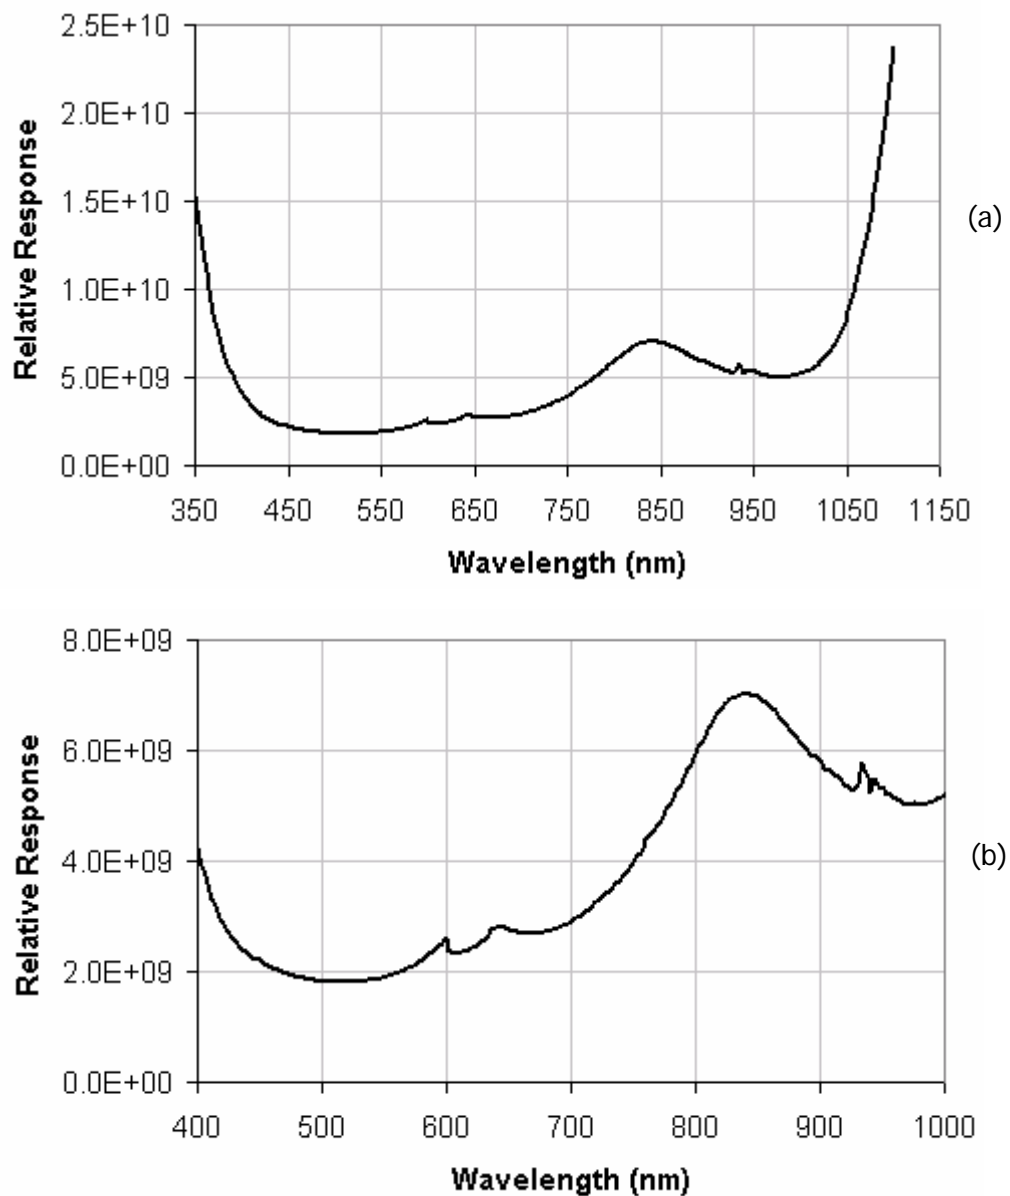 2.5E+10
2.0E+10
1.5E+10
1.0E+10
5.0E+09
0.0E+00
Relative Response
350 450 550 650 750 850 950 1050 1150
Wavelength (nm)
(a)
8.0E+09
6.0E+09
4.0E+09
2.0E+09
0.0E+00
Relative Response
400 500 600 700 800 900 1000
Wavelength (nm)
(b)